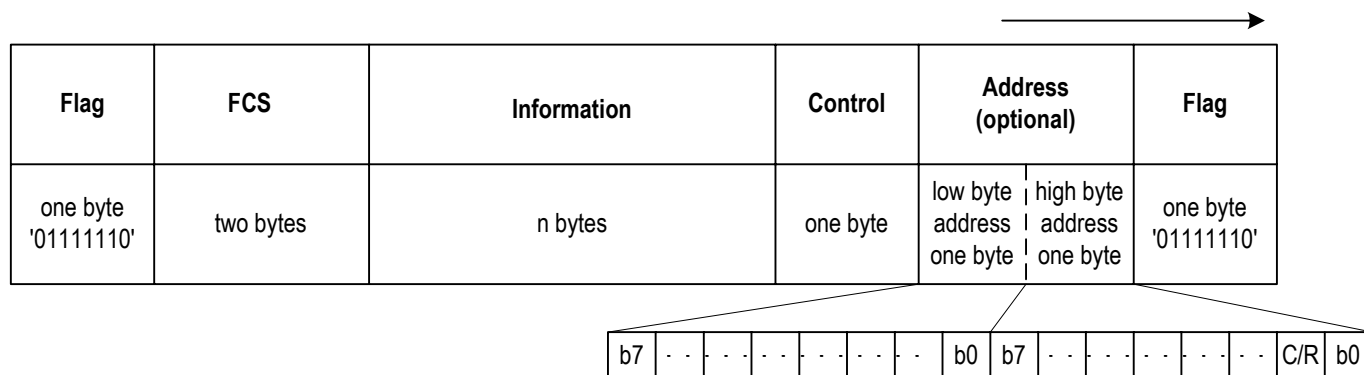 Flag FCS Information Control Address (optional) Flag
one byte '01111110' two bytes n bytes one byte low byte address one byte high byte address one byte one byte '01111110'
b7 . . . . . . b0 b7 . . . . . C/R b0